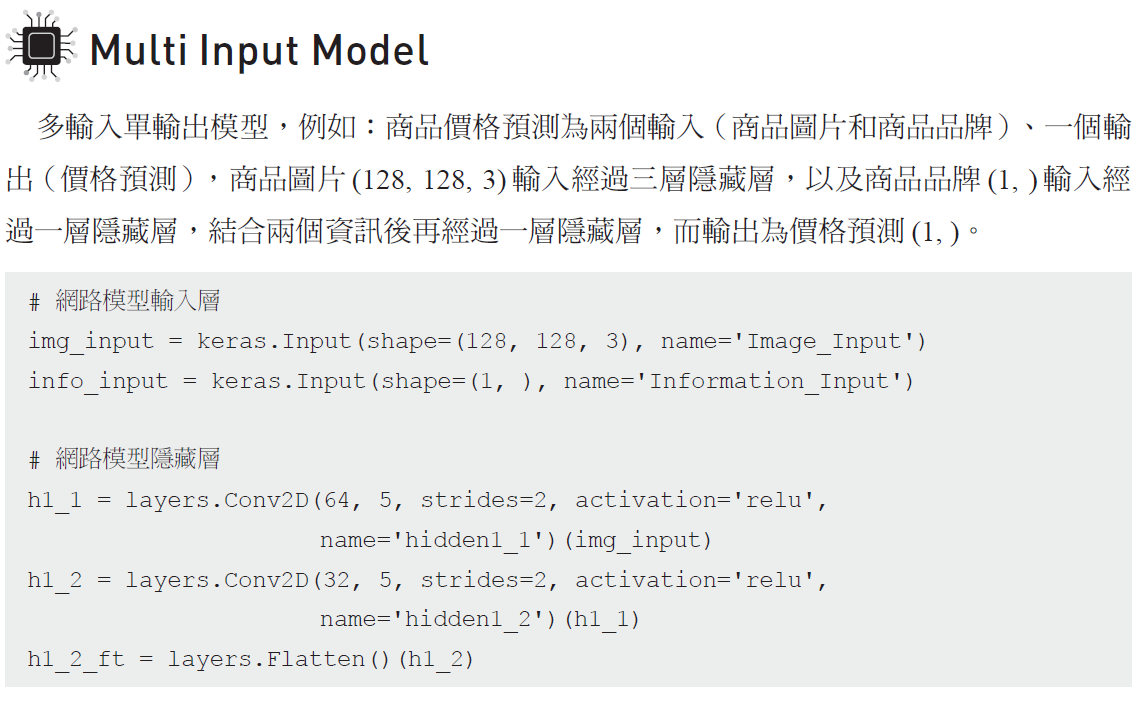 Multi Input Model
多輸入單輸出模型，例如：商品價格預測為兩個輸入（商品圖片和商品品牌）、一個輸
出（價格預測），商品圖片 (128, 128, 3) 輸入經過三層隱藏層，以及商品品牌 (1, ) 輸入經
過一層隱藏層，結合兩個資訊後再經過一層隱藏層，而輸出為價格預測 (1, )。
# 網路模型輸入層
img_input = keras.Input(shape=(128, 128, 3), name='Image_Input')
info_input = keras.Input(shape=(1, ), name='Information_Input')
# 網路模型隱藏層
h1_1 = layers.Conv2D(64, 5, strides=2, activation='relu',
name='hidden1_1')(img_input)
h1_2 = layers.Conv2D(32, 5, strides=2, activation='relu',
name='hidden1_2')(h1_1)
h1_2_ft = layers.Flatten()(h1_2)